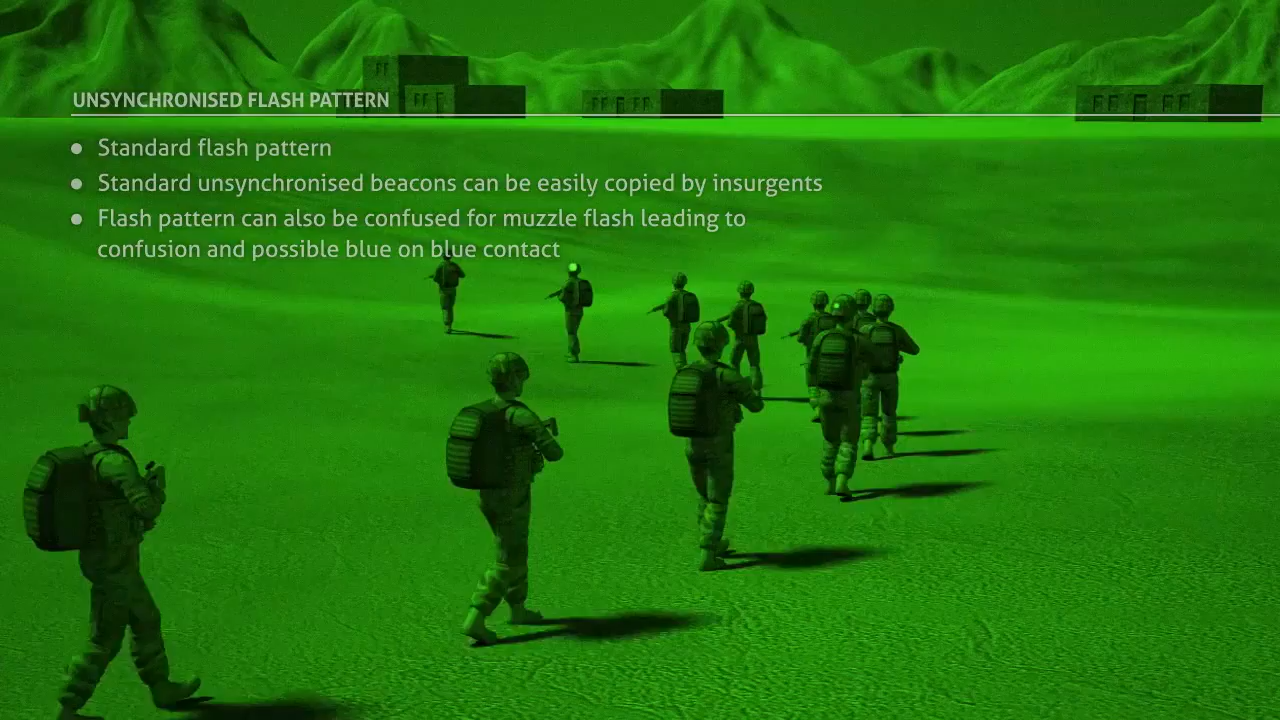 UNSYNCHRONISED FLASH PATTERN
Standard flash pattern
Standard unsynchronised beacons can be easily copied by insurgents
Flash pattern can also be confused for muzzle flash leading to
confusion and possible blue on blue contact